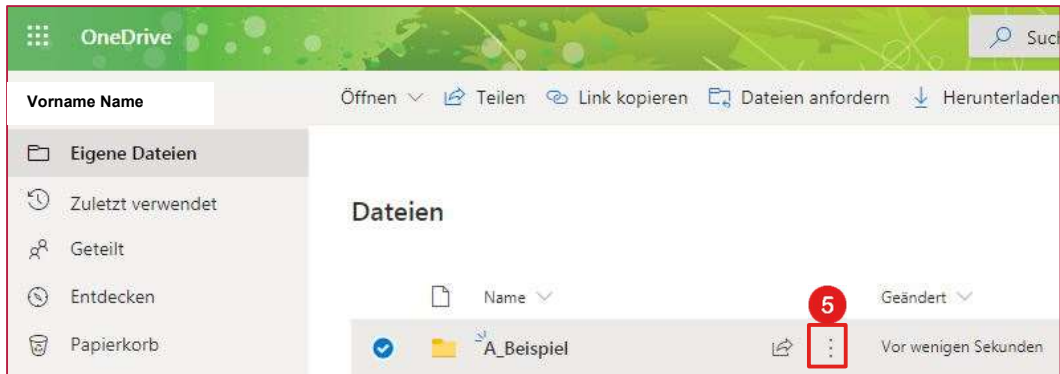 OneDrive
Such
Vorname Name
Öffnen Teilen Link kopieren Dateien anfordern Herunterladen
Eigene Dateien
Zuletzt verwendet
Dateien
Geteilt
Entdecken
Name
5
Geändert
Papierkorb
A_Beispiel
Vor wenigen Sekunden